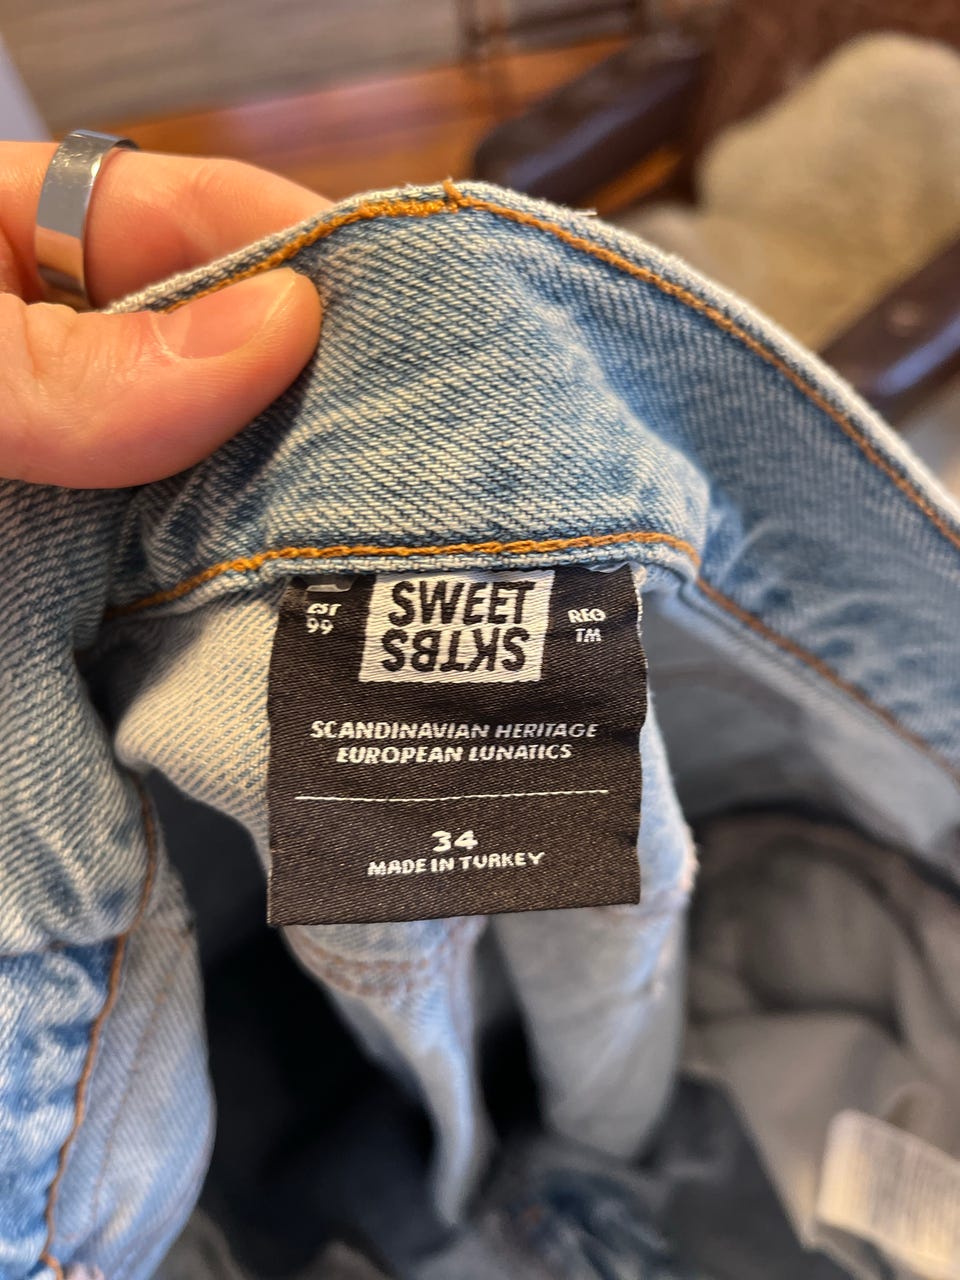 EST
99
SWEET
SKTBS
REG
TM
SCANDINAVIAN HERITAGE
EUROPEAN LUNATICS
34
MADE IN TURKEY